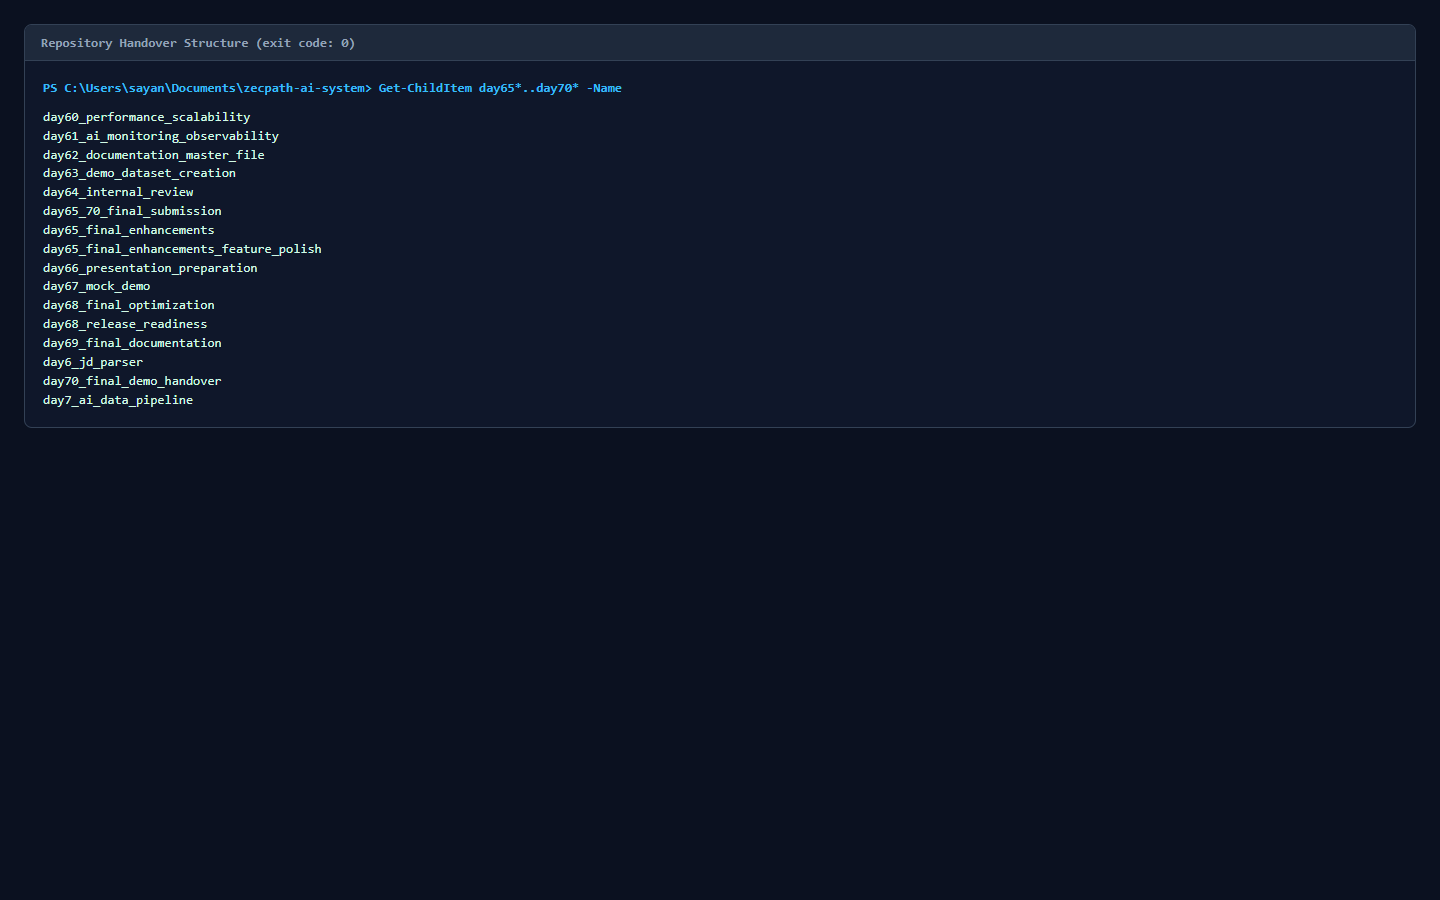 Repository Handover Structure (exit code: 0)
PS C:\Users\sayan\Documents\zecpath-ai-system> Get-ChildItem day65*..day70* -Name
day60_performance_scalability
day61_ai_monitoring_observability
day62_documentation_master_file
day63_demo_dataset_creation
day64_internal_review
day65_70_final_submission
day65_final_enhancements
day65_final_enhancements_feature_polish
day66_presentation_preparation
day67_mock_demo
day68_final_optimization
day68_release_readiness
day69_final_documentation
day6_jd_parser
day70_final_demo_handover
day7_ai_data_pipeline